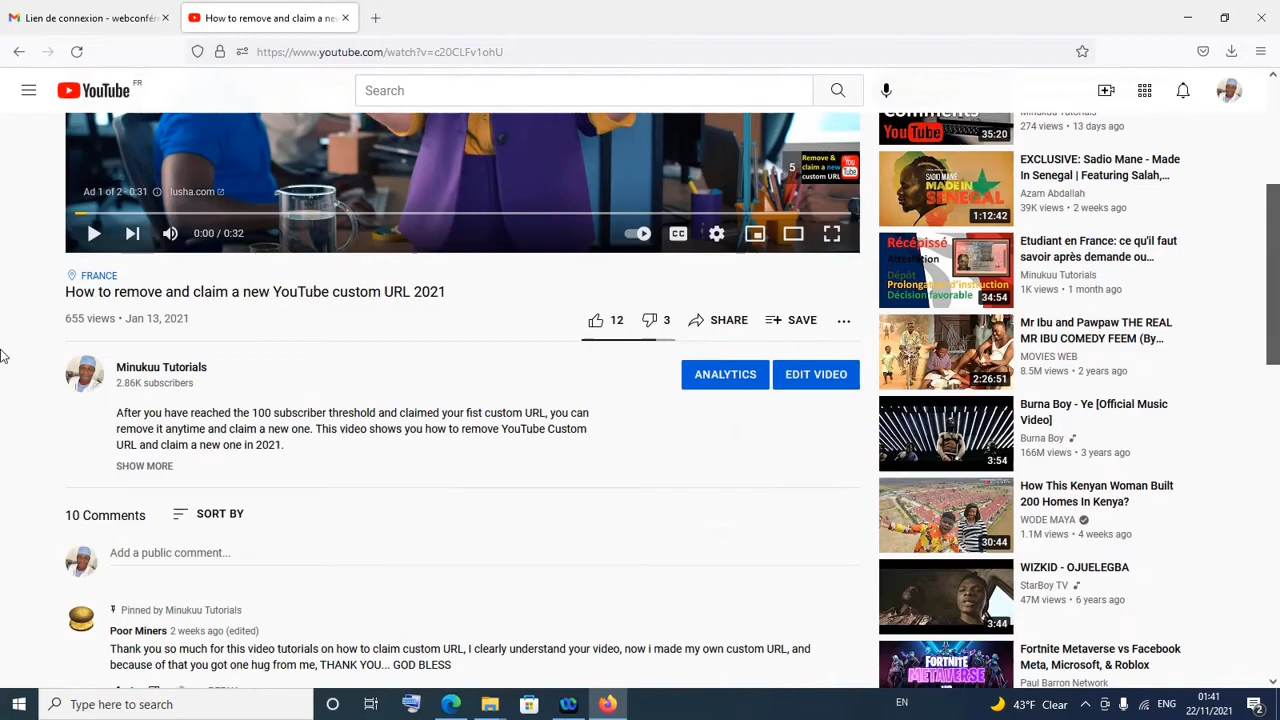 Lien de connexion - webconfér
How to remove and claim a new
https://www.youtube.com/watch?v=c20CLFv1ohU
YouTube FR
Search
Comments
YouTube
35:20
Minukuu Tutorials
274 views • 13 days ago
Ad 1 of 2 · 0:31 lusha.com
5
Remove &
claim a new
custom URL
You
Tube
0:00 / 0:32
SADIO MANÉ
MADE IN
SENEGAL
1:12:42
EXCLUSIVE: Sadio Mane - Made
In Senegal | Featuring Salah,...
Azam Abdallah
39K views • 2 weeks ago
Récépissé
Attestation
Dépôt
Prolongation d'instruction
Décision favorable
34:54
Etudiant en France: ce qu'il faut
savoir après demande ou...
Minukuu Tutorials
1K views • 1 month ago
FRANCE
How to remove and claim a new YouTube custom URL 2021
655 views • Jan 13, 2021
12
3
SHARE
SAVE
2:26:51
Mr Ibu and Pawpaw THE REAL
MR IBU COMEDY FEEM (By...
MOVIES WEB
8.5M views • 2 years ago
Minukuu Tutorials
2.86K subscribers
ANALYTICS
EDIT VIDEO
After you have reached the 100 subscriber threshold and claimed your fist custom URL, you can
remove it anytime and claim a new one. This video shows you how to remove YouTube Custom
URL and claim a new one in 2021.
SHOW MORE
3:54
Burna Boy - Ye [Official Music
Video]
Burna Boy
166M views • 3 years ago
30:44
How This Kenyan Woman Built
200 Homes In Kenya?
WODE MAYA
1.1M views • 4 weeks ago
10 Comments
SORT BY
Add a public comment...
3:44
WIZKID - OJUELEGBA
StarBoy TV
47M views • 6 years ago
Pinned by Minukuu Tutorials
Poor Miners 2 weeks ago (edited)
Thank you so much for this video tutorials on how to claim custom URL, I clearly understand your video, now i made my own custom URL, and
because of that you got one hug from me, THANK YOU... GOD BLESS
FORTNITE
METAVERSE
Fortnite Metaverse vs Facebook
Meta, Microsoft, & Roblox
Paul Barron Network
Type here to search
EN
43°F Clear
ENG
01:41
22/11/2021
2